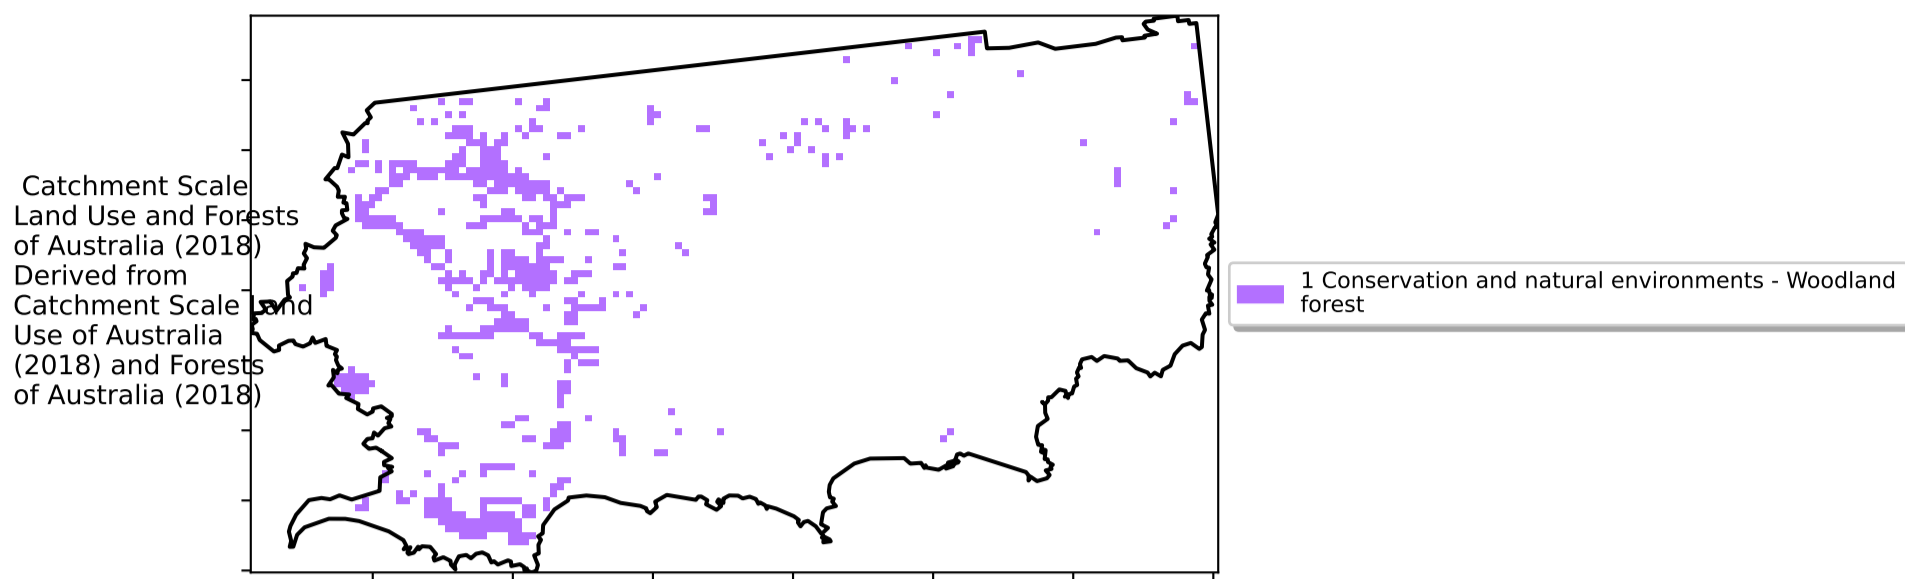 Catchment Scale
Land Use and Forests
of Australia (2018)
Derived from
Catchment Scale Land
Use of Australia
(2018) and Forests
of Australia (2018)
1 Conservation and natural environments - Woodland
forest